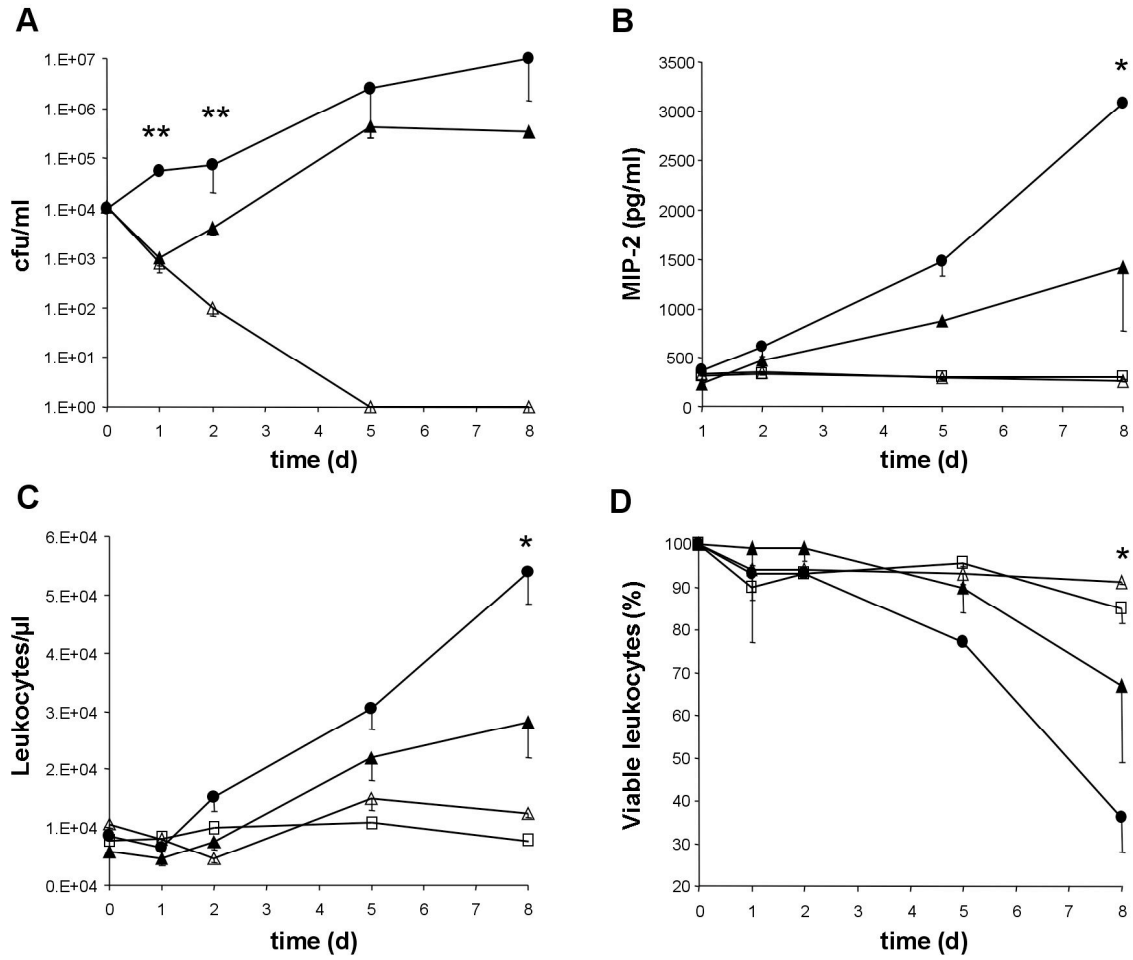 A
1.E+07
1.E+06
1.E+05
1.E+04
1.E+03
1.E+02
1.E+01
1.E+00
cfu/ml
**
**
0 1 2 3 4 5 6 7 8
time (d)
B
3500
3000
2500
2000
1500
1000
500
0
MIP-2 (pg/ml)
*
1 2 3 4 5 6 7 8
time (d)
C
6.E+04
5.E+04
4.E+04
3.E+04
2.E+04
1.E+04
0.E+04
Leukocytes/µl
*
0 1 2 3 4 5 6 7 8
time (d)
D
100
90
80
70
60
50
40
30
20
Viable leukocytes (%)
*
0 1 2 3 4 5 6 7 8
time (d)